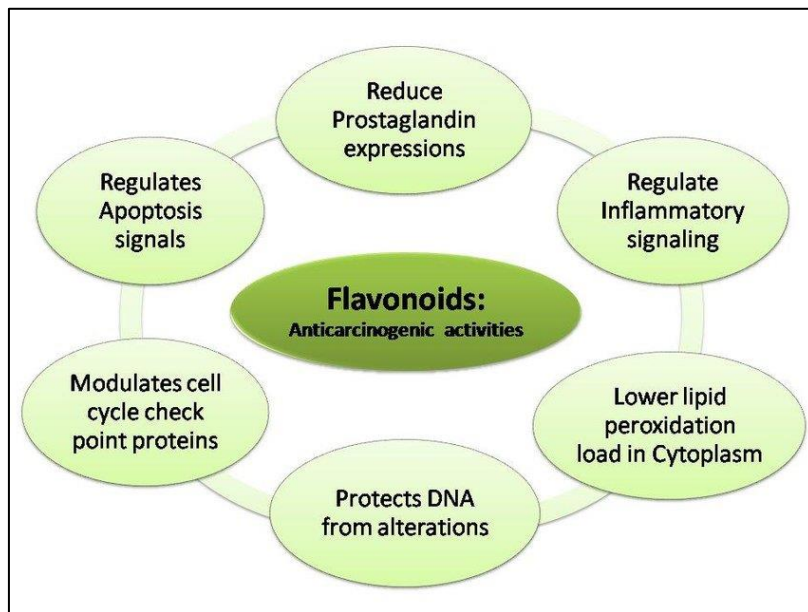 Reduce
Prostaglandin
expressions
Regulates
Apoptosis
signals
Regulate
Inflammatory
signaling
Flavonoids:
Anticarcinogenic activities
Modulates cell
cycle check
point proteins
Lower lipid
peroxidation
load in Cytoplasm
Protects DNA
from alterations